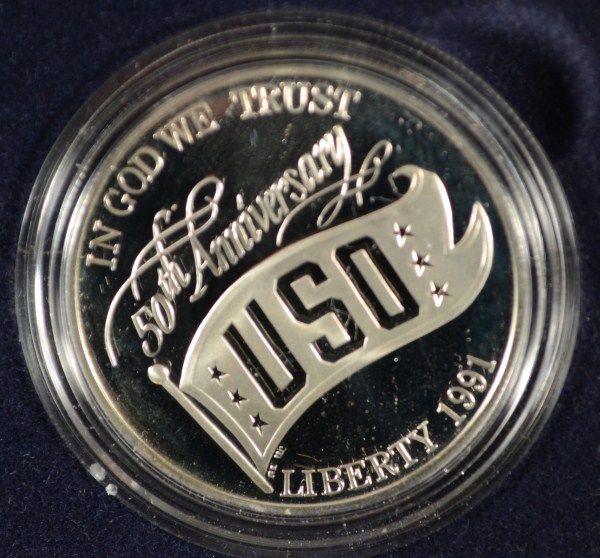 IN GOD WE TRUST
50th Anniversary
USO
LIBERTY 1991